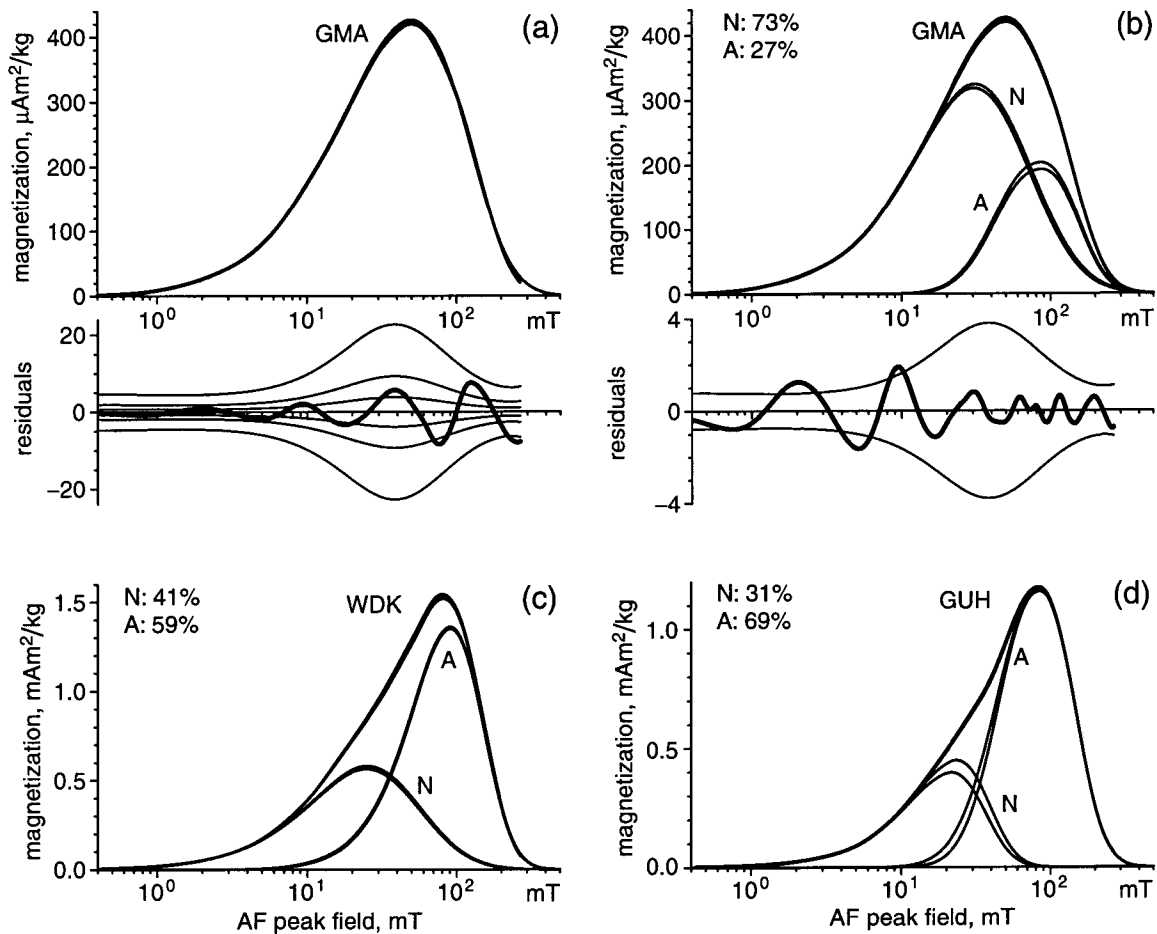 (a)
GMA
magnetization, μAm²/kg
400
300
200
100
0
10⁰
10¹
10²
mT
residuals
20
0
−20
(b)
N: 73%
A: 27%
GMA
N
A
magnetization, μAm²/kg
400
300
200
100
0
10⁰
10¹
10²
mT
residuals
4
0
−4
(c)
N: 41%
A: 59%
WDK
A
N
magnetization, mAm²/kg
1.5
1.0
0.5
0.0
10⁰
10¹
10²
mT
AF peak field, mT
(d)
N: 31%
A: 69%
GUH
A
N
magnetization, mAm²/kg
1.0
0.5
0.0
10⁰
10¹
10²
mT
AF peak field, mT